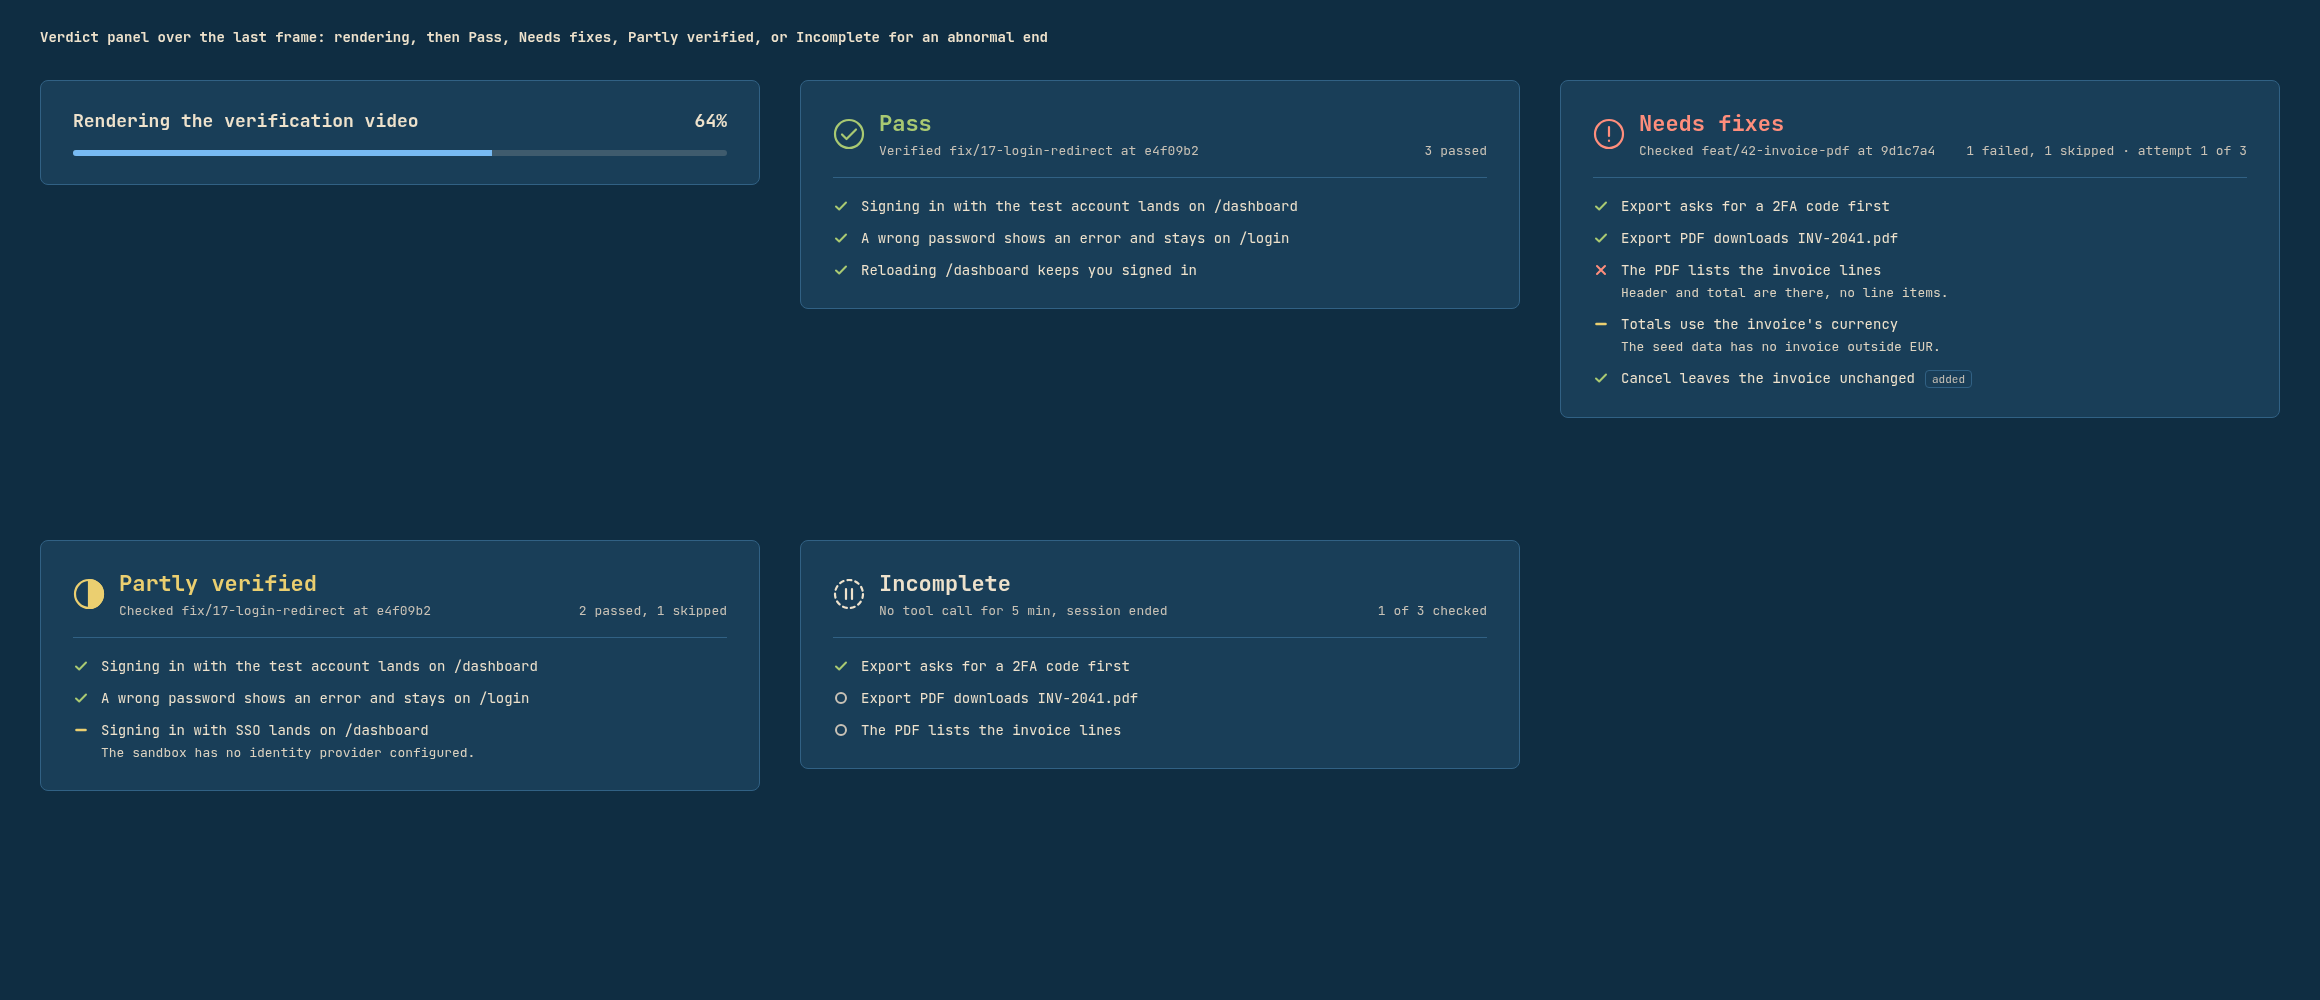 Verdict panel over the last frame: rendering, then Pass, Needs fixes, Partly verified, or Incomplete for an abnormal end
Rendering the verification video 64%
Pass
Verified fix/17-login-redirect at e4f09b2 3 passed
Signing in with the test account lands on /dashboard
A wrong password shows an error and stays on /login
Reloading /dashboard keeps you signed in
Needs fixes
Checked feat/42-invoice-pdf at 9d1c7a4 1 failed, 1 skipped · attempt 1 of 3
Export asks for a 2FA code first
Export PDF downloads INV-2041.pdf
The PDF lists the invoice lines
Header and total are there, no line items.
Totals use the invoice's currency
The seed data has no invoice outside EUR.
Cancel leaves the invoice unchanged added
Partly verified
Checked fix/17-login-redirect at e4f09b2 2 passed, 1 skipped
Signing in with the test account lands on /dashboard
A wrong password shows an error and stays on /login
Signing in with SSO lands on /dashboard
The sandbox has no identity provider configured.
Incomplete
No tool call for 5 min, session ended 1 of 3 checked
Export asks for a 2FA code first
Export PDF downloads INV-2041.pdf
The PDF lists the invoice lines